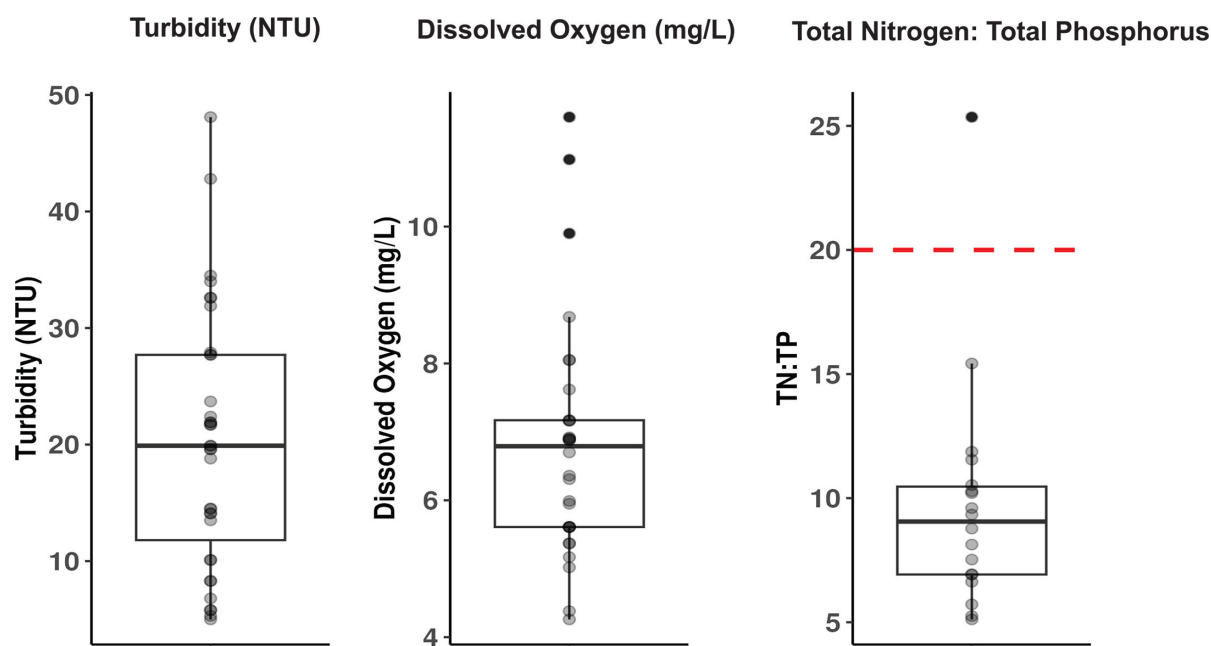 Turbidity (NTU)
Dissolved Oxygen (mg/L)
Total Nitrogen: Total Phosphorus
Turbidity (NTU)
50
40
30
20
10
Dissolved Oxygen (mg/L)
10
8
6
4
TN:TP
25
20
15
10
5